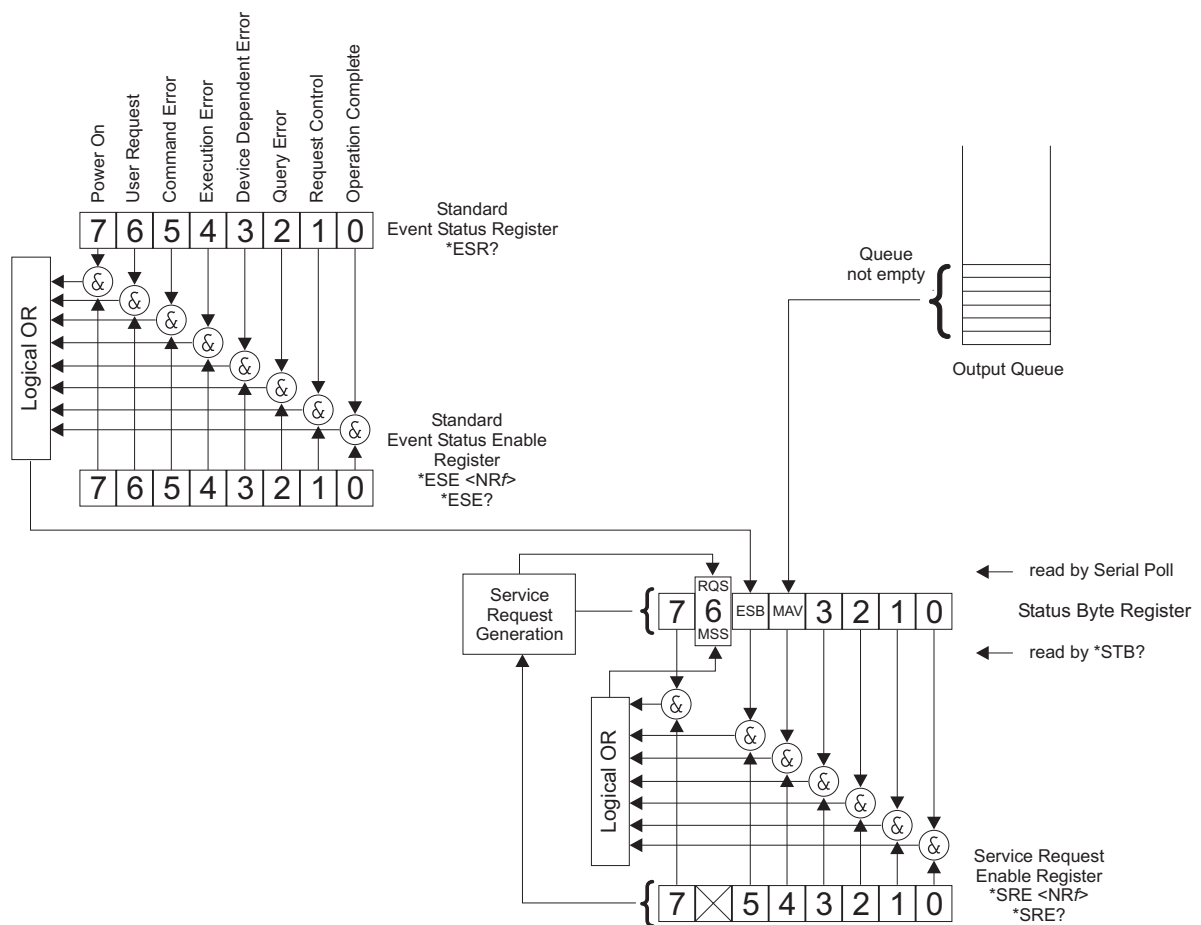 Power On
User Request
Command Error
Execution Error
Device Dependent Error
Query Error
Request Control
Operation Complete
7 6 5 4 3 2 1 0
Standard
Event Status Register
*ESR?
& & & & & & & &
Logical OR
Queue
not empty
Output Queue
Standard
Event Status Enable
Register
*ESE <NRf>
*ESE?
7 6 5 4 3 2 1 0
Service
Request
Generation
RQS
7 6 ESB MAV 3 2 1 0
MSS
read by Serial Poll
Status Byte Register
read by *STB?
& & & & & & &
Logical OR
Service Request
Enable Register
*SRE <NRf>
*SRE?
7 5 4 3 2 1 0